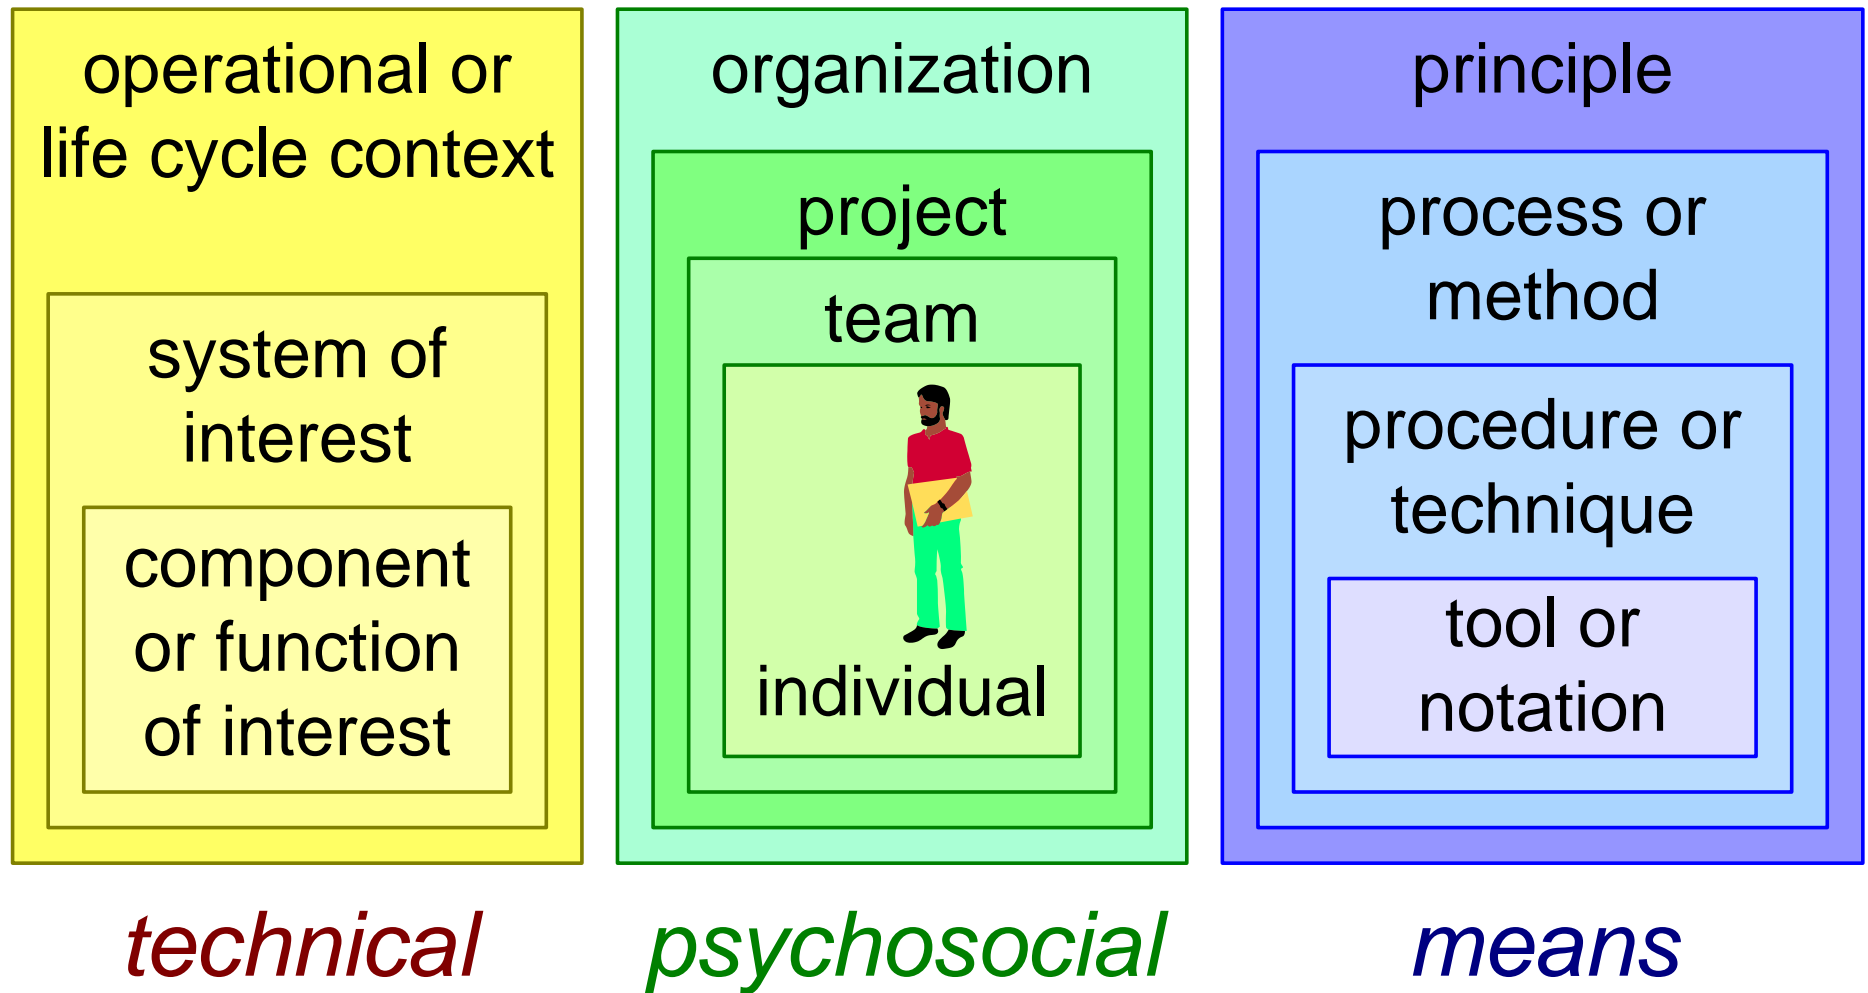 operational or
life cycle context
system of
interest
component
or function
of interest
technical
organization
project
team
individual
psychosocial
principle
process or
method
procedure or
technique
tool or
notation
means